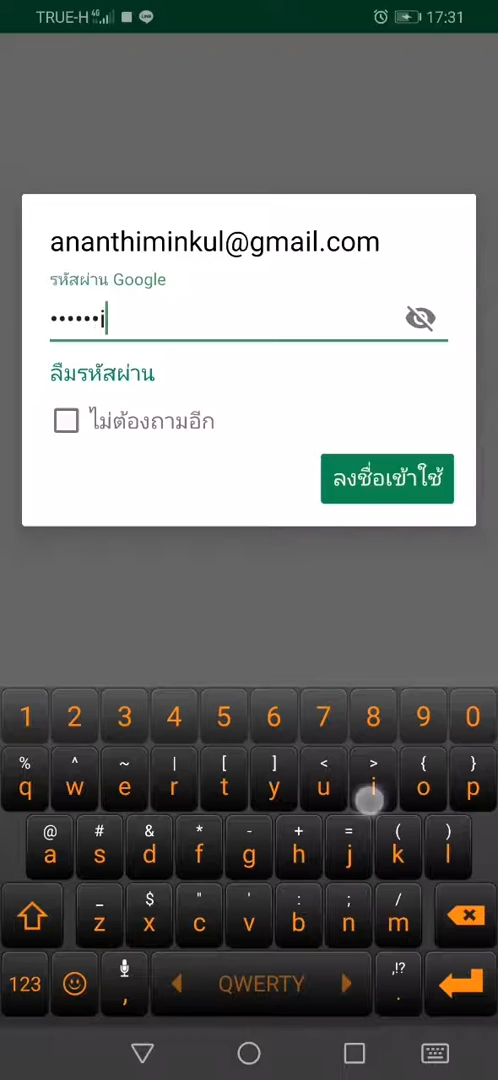 TRUE-H 4G 17:31
ananthiminkul@gmail.com
รหัสผ่าน Google
••••••i
ลืมรหัสผ่าน
ไม่ต้องถามอีก
ลงชื่อเข้าใช้
1 2 3 4 5 6 7 8 9 0
% ^ ~ | [ ] < > { }
q w e r t y u i o p
@ # & * - + = ( )
a s d f g h j k l
_ $ " ' : ; /
z x c v b n m
,!?
123 , QWERTY .